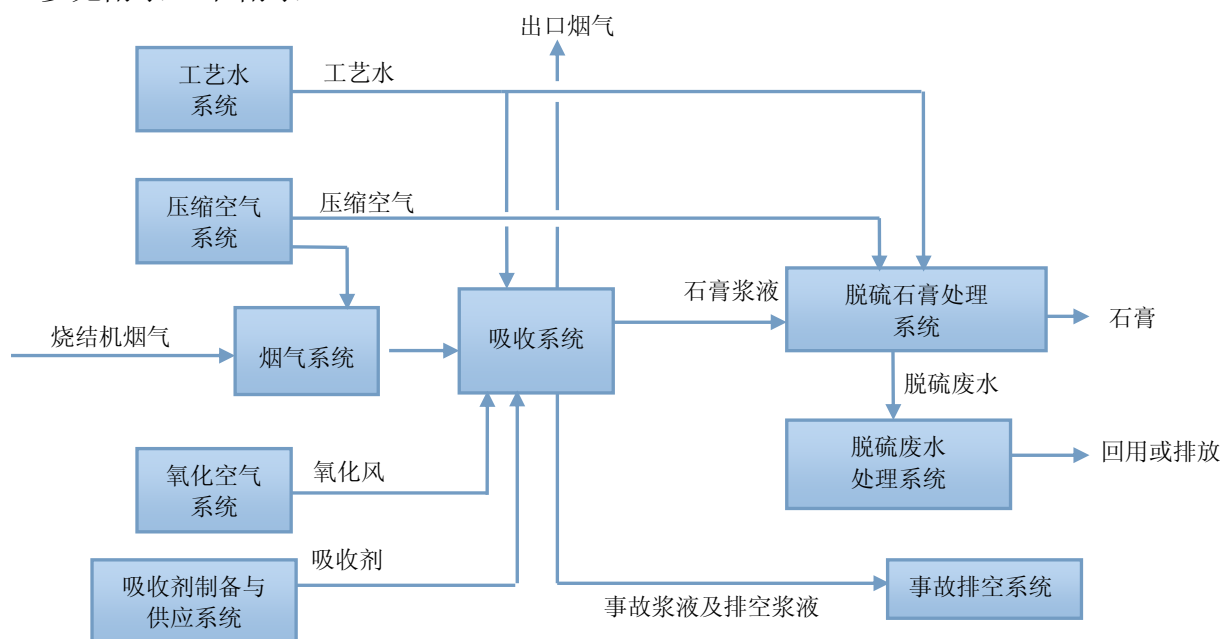 出口烟气
工艺水
系统
工艺水
压缩空气
系统
压缩空气
烧结机烟气
烟气系统
吸收系统
石膏浆液
脱硫石膏处理
系统
石膏
脱硫废水
脱硫废水
处理系统
回用或排放
氧化空气
系统
氧化风
吸收剂制备与
供应系统
吸收剂
事故浆液及排空浆液
事故排空系统